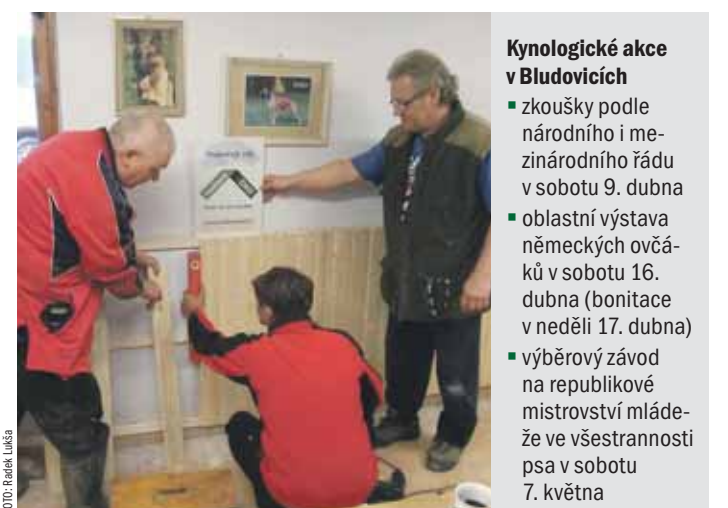 Kynologické akce
v Bludovicích
▪ zkoušky podle
národního i me-
zinárodního řádu
v sobotu 9. dubna
▪ oblastní výstava
německých ovčá-
ků v sobotu 16.
dubna (bonitace
v neděli 17. dubna)
▪ výběrový závod
na republikové
mistrovství mláde-
že ve všestrannosti
psa v sobotu
7. května
OTO: Radek Lukša